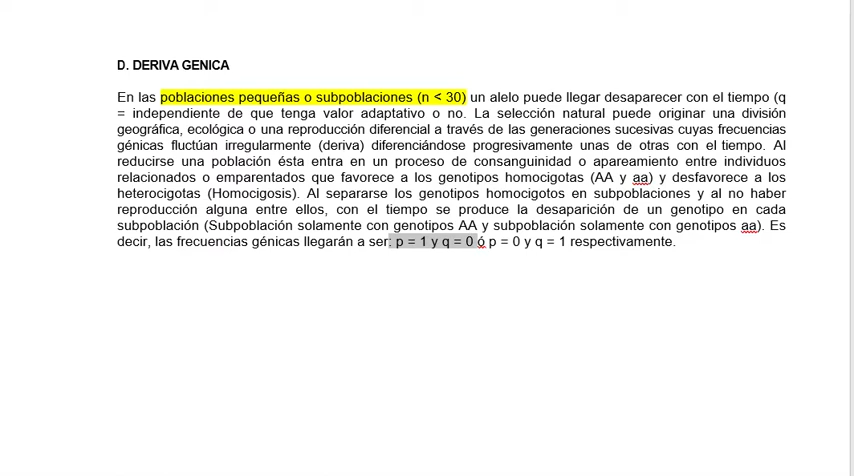 D. DERIVA GENICA
En las poblaciones pequeñas o subpoblaciones (n < 30) un alelo puede llegar desaparecer con el tiempo (q
= independiente de que tenga valor adaptativo o no. La selección natural puede originar una división
geográfica, ecológica o una reproducción diferencial a través de las generaciones sucesivas cuyas frecuencias
génicas fluctúan irregularmente (deriva) diferenciándose progresivamente unas de otras con el tiempo. Al
reducirse una población ésta entra en un proceso de consanguinidad o apareamiento entre individuos
relacionados o emparentados que favorece a los genotipos homocigotas (AA y aa) y desfavorece a los
heterocigotas (Homocigosis). Al separarse los genotipos homocigotos en subpoblaciones y al no haber
reproducción alguna entre ellos, con el tiempo se produce la desaparición de un genotipo en cada
subpoblación (Subpoblación solamente con genotipos AA y subpoblación solamente con genotipos aa). Es
decir, las frecuencias génicas llegarán a ser: p = 1 y q = 0 ó p = 0 y q = 1 respectivamente.